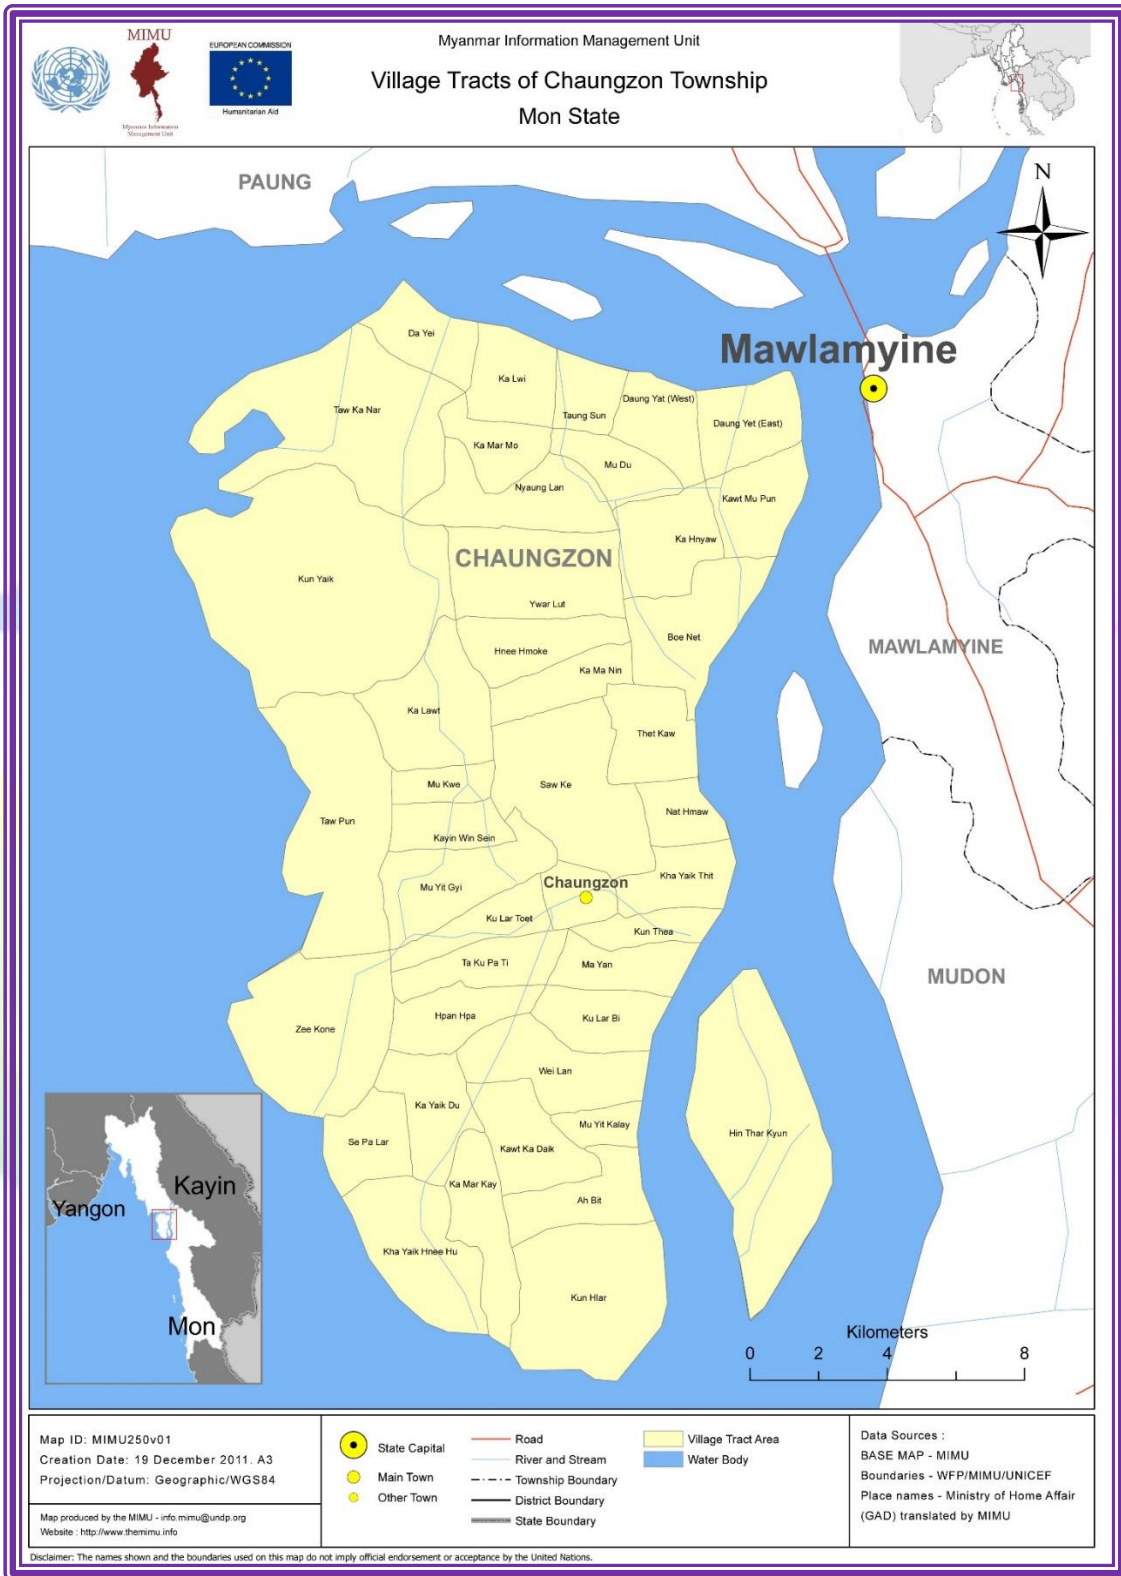 MIMU
Myanmar Information
Management Unit
EUROPEAN COMMISSION
Humanitarian Aid
Myanmar Information Management Unit
Village Tracts of Chaungzon Township
Mon State
PAUNG
N
Mawlamyine
Da Yei
Ka Lwi
Taw Ka Nar
Taung Sun
Daung Yat (West)
Daung Yet (East)
Ka Mar Mo
Mu Du
Nyaung Lan
Kawt Mu Pun
Ka Hnyaw
CHAUNGZON
Kun Yaik
Ywar Lut
Boe Net
MAWLAMYINE
Hnee Hmoke
Ka Ma Nin
Ka Lawt
Thet Kaw
Mu Kwe
Saw Ke
Taw Pun
Nat Hmaw
Kayin Win Sein
Kha Yaik Thit
Mu Yit Gyi
Chaungzon
Ku Lar Toet
Kun Thea
Ta Ku Pa Ti
Ma Yan
MUDON
Zee Kone
Hpan Hpa
Ku Lar Bi
Wei Lan
Ka Yaik Du
Mu Yit Kalay
Hin Thar Kyun
Se Pa Lar
Kawt Ka Daik
Ka Mar Kay
Ah Bit
Kha Yaik Hnee Hu
Kun Hlar
Kayin
Yangon
Mon
Kilometers
0 2 4 8
Map ID: MIMU250v01
Creation Date: 19 December 2011. A3
Projection/Datum: Geographic/WGS84
Map produced by the MIMU - info.mimu@undp.org
Website : http://www.themimu.info
State Capital
Main Town
Other Town
Road
River and Stream
Township Boundary
District Boundary
State Boundary
Village Tract Area
Water Body
Data Sources :
BASE MAP - MIMU
Boundaries - WFP/MIMU/UNICEF
Place names - Ministry of Home Affair
(GAD) translated by MIMU
Disclaimer: The names shown and the boundaries used on this map do not imply official endorsement or acceptance by the United Nations.